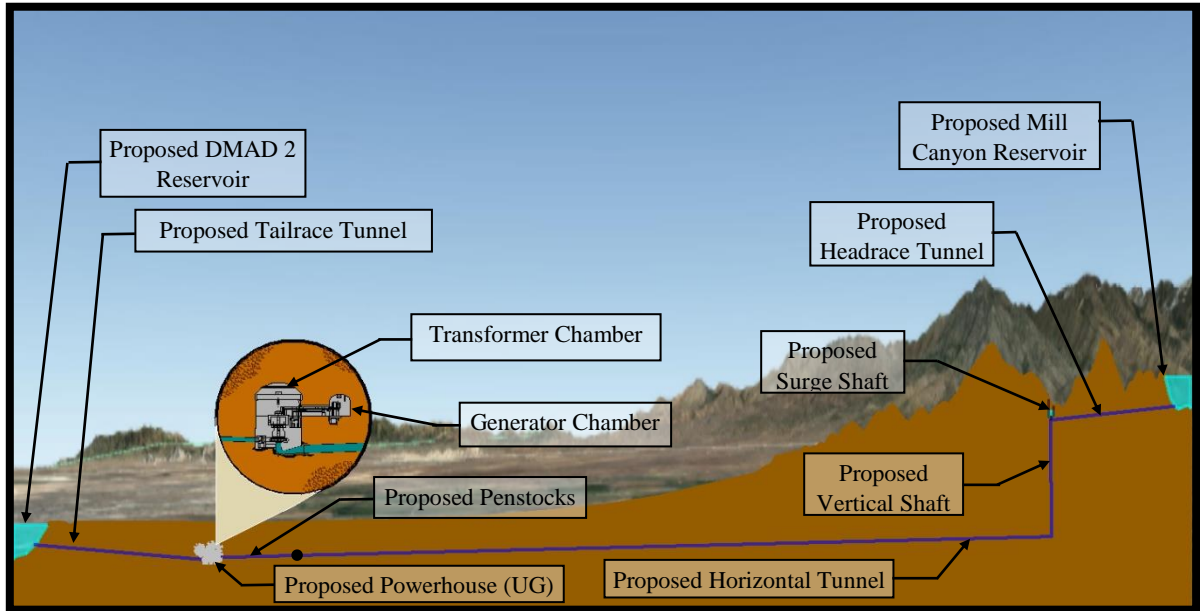 Proposed DMAD 2
Reservoir
Proposed Tailrace Tunnel
Transformer Chamber
Generator Chamber
Proposed Penstocks
Proposed Powerhouse (UG)
Proposed Mill
Canyon Reservoir
Proposed
Headrace Tunnel
Proposed
Surge Shaft
Proposed
Vertical Shaft
Proposed Horizontal Tunnel